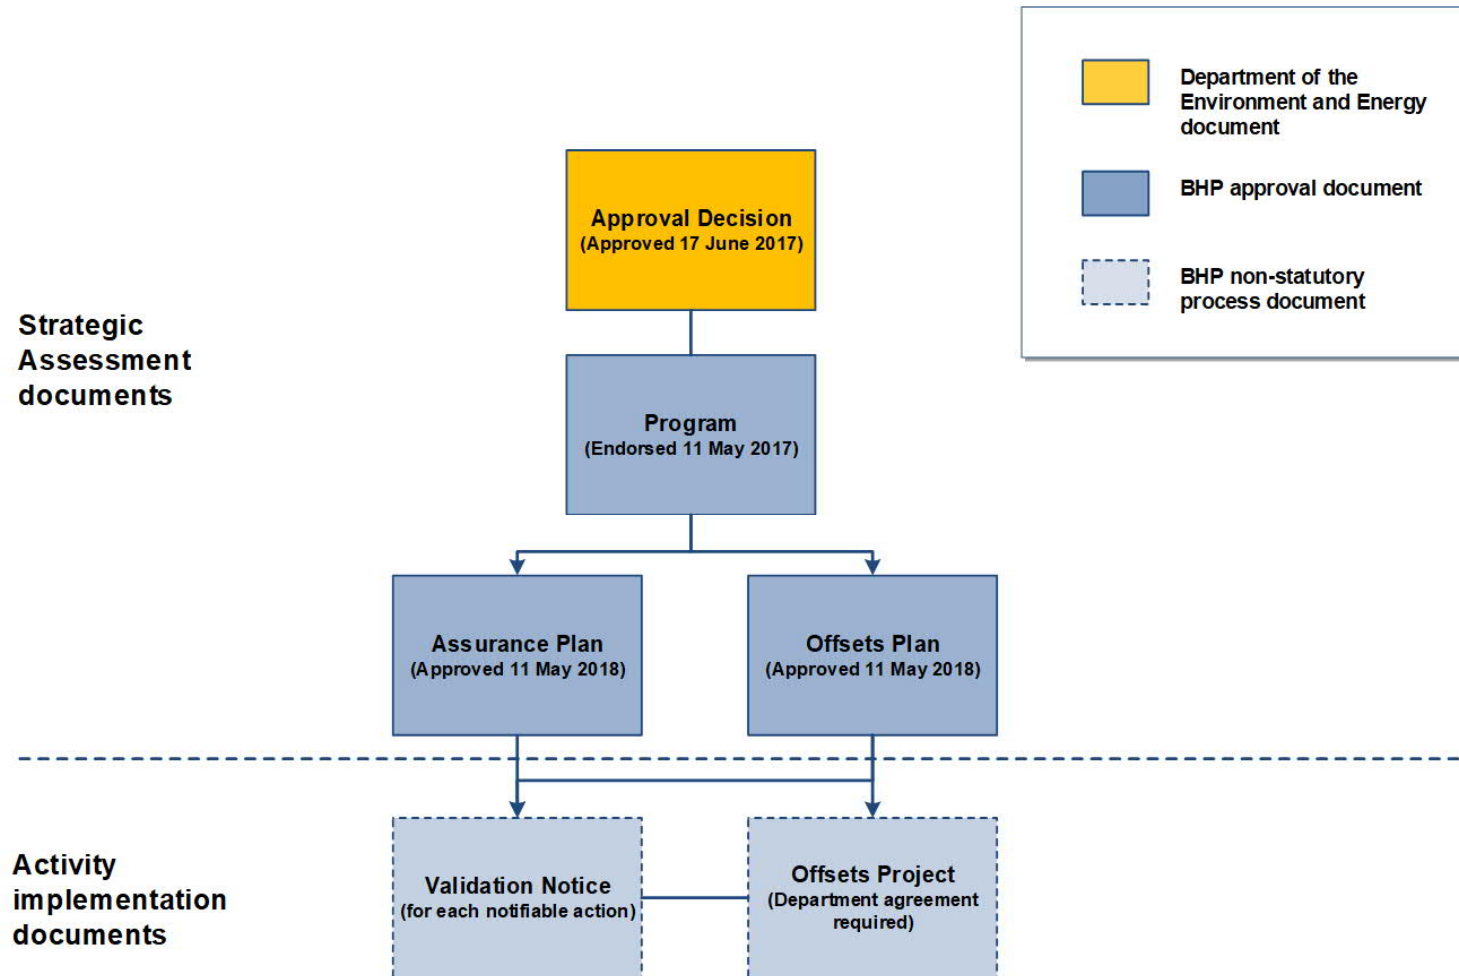 Department of the
Environment and Energy
document
BHP approval document
BHP non-statutory
process document
Approval Decision
(Approved 17 June 2017)
Strategic
Assessment
documents
Program
(Endorsed 11 May 2017)
Assurance Plan
(Approved 11 May 2018)
Offsets Plan
(Approved 11 May 2018)
Activity
implementation
documents
Validation Notice
(for each notifiable action)
Offsets Project
(Department agreement
required)